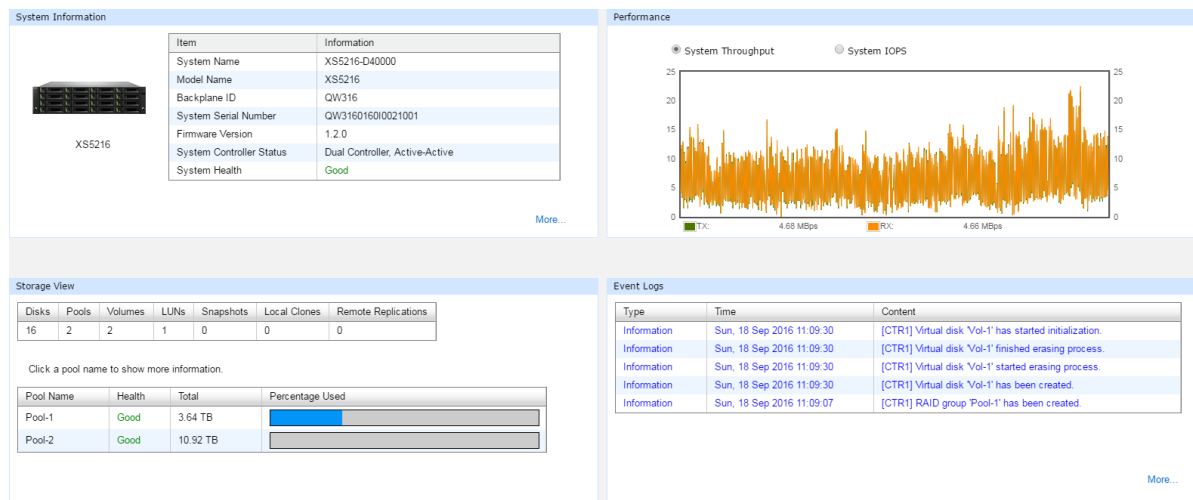 System Information
XS5216
Item Information
System Name XS5216-D40000
Model Name XS5216
Backplane ID QW316
System Serial Number QW3160160I0021001
Firmware Version 1.2.0
System Controller Status Dual Controller, Active-Active
System Health Good
More...
Performance
System Throughput System IOPS
25 25
20 20
15 15
10 10
5 5
0 0
TX: 4.68 MBps RX: 4.66 MBps
Storage View
Disks Pools Volumes LUNs Snapshots Local Clones Remote Replications
16 2 2 1 0 0 0
Click a pool name to show more information.
Pool Name Health Total Percentage Used
Pool-1 Good 3.64 TB
Pool-2 Good 10.92 TB
Event Logs
Type Time Content
Information Sun, 18 Sep 2016 11:09:30 [CTR1] Virtual disk 'Vol-1' has started initialization.
Information Sun, 18 Sep 2016 11:09:30 [CTR1] Virtual disk 'Vol-1' finished erasing process.
Information Sun, 18 Sep 2016 11:09:30 [CTR1] Virtual disk 'Vol-1' started erasing process.
Information Sun, 18 Sep 2016 11:09:30 [CTR1] Virtual disk 'Vol-1' has been created.
Information Sun, 18 Sep 2016 11:09:07 [CTR1] RAID group 'Pool-1' has been created.
More...